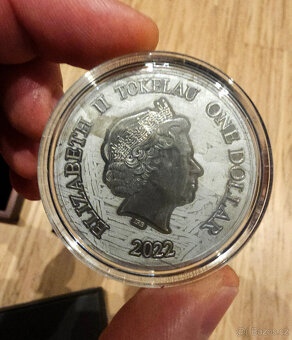 ELIZABETH II TOKELAU ONE DOLLAR
2022